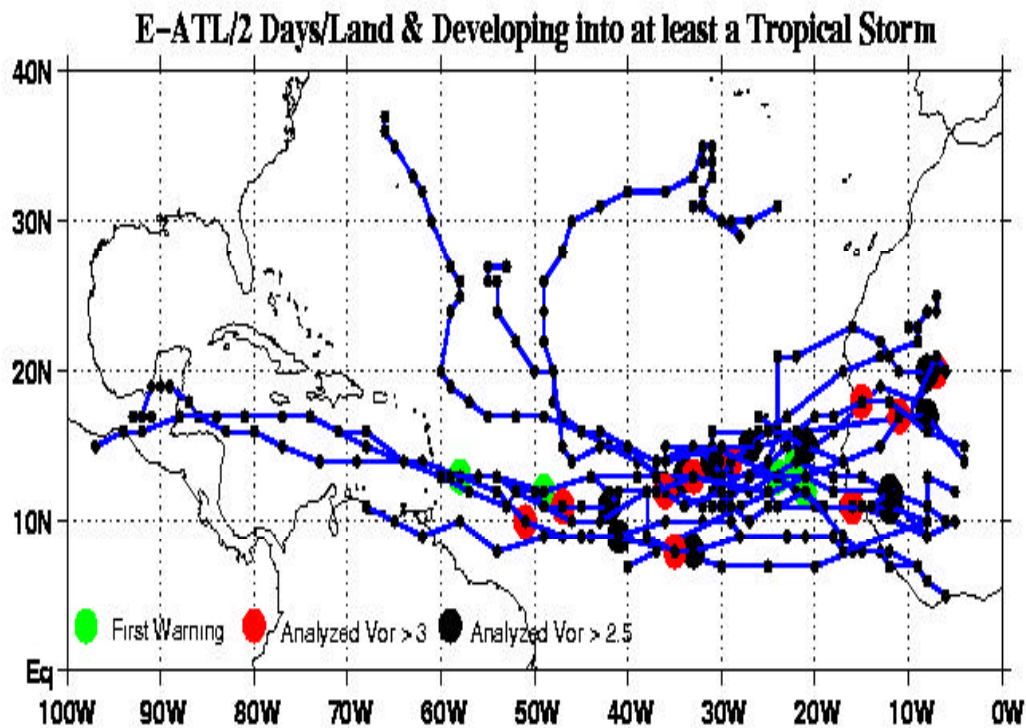 E-ATL/2 Days/Land & Developing into at least a Tropical Storm
40N
30N
20N
10N
First Warning Analyzed Vor > 3 Analyzed Vor > 2.5
Eq
100W 90W 80W 70W 60W 50W 40W 30W 20W 10W 0W